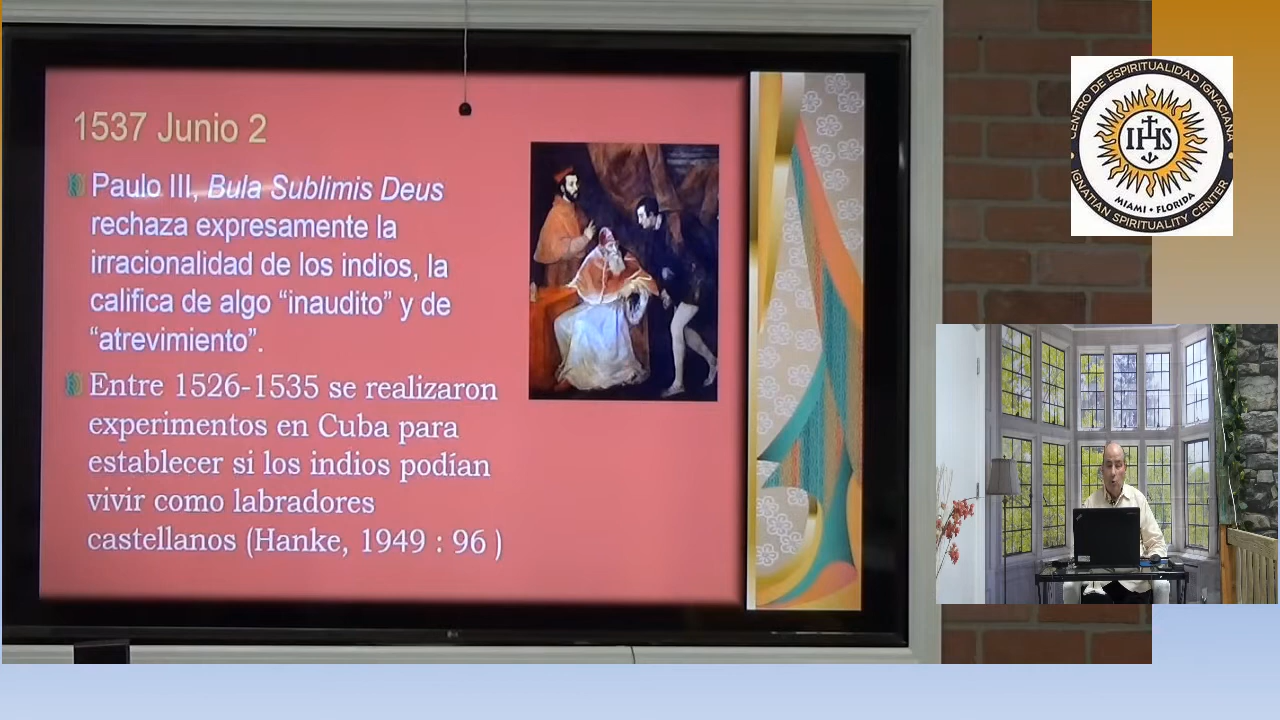 1537 Junio 2
Paulo III, Bula Sublimis Deus
rechaza expresamente la
irracionalidad de los indios, la
califica de algo “inaudito” y de
“atrevimiento”.
Entre 1526-1535 se realizaron
experimentos en Cuba para
establecer si los indios podían
vivir como labradores
castellanos (Hanke, 1949 : 96 )
CENTRO DE ESPIRITUALIDAD IGNACIANA
IHS
MIAMI • FLORIDA
IGNATIAN SPIRITUALITY CENTER
LG